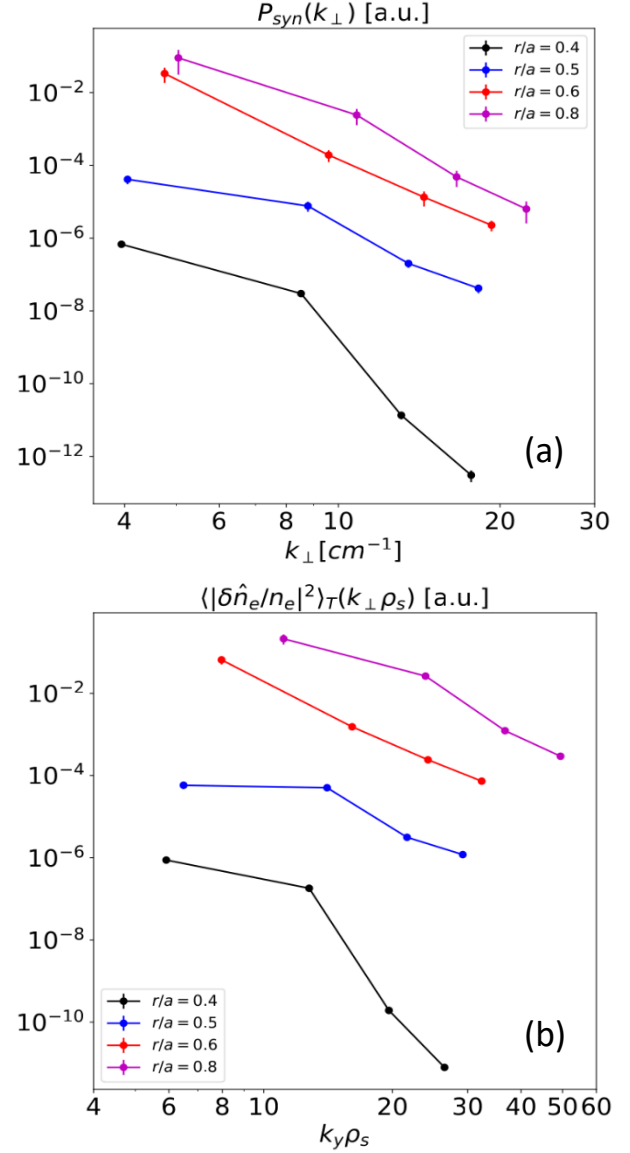 P_{syn}(k_⊥) [a.u.]
r/a = 0.4
r/a = 0.5
r/a = 0.6
r/a = 0.8
10^{-2}
10^{-4}
10^{-6}
10^{-8}
10^{-10}
10^{-12}
(a)
4 6 8 10 20 30
k_⊥[cm^{-1}]
⟨|δn̂_e/n_e|^2⟩_T(k_⊥ρ_s) [a.u.]
10^{-2}
10^{-4}
10^{-6}
10^{-8}
10^{-10}
r/a = 0.4
r/a = 0.5
r/a = 0.6
r/a = 0.8
(b)
4 6 8 10 20 30 40 50 60
k_yρ_s